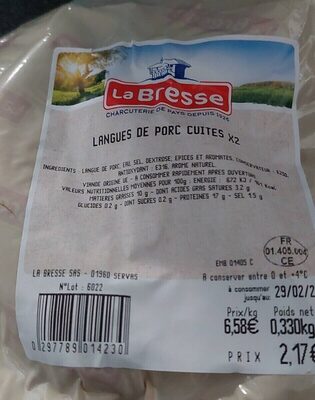 La Bresse
CHARCUTERIE DE PAYS DEPUIS
LANGUES DE PORC CUITES X2
INGREDIENTS : LANGUE DE PORC, EAU, SEL, DEXTROSE, EPICES ET AROMATES, CONSERVATEUR : E250
ANTIOXYDANT : E316 AROME NATUREL.
VIANDE ORIGINE UE - A CONSOMMER RAPIDEMENT APRES OUVERTURE
VALEURS NUTRITIONNELLES MOYENNES POUR 100g : ENERGIE : 672 KJ / 161 Kcal
MATIERES GRASSES 10 g - DONT ACIDES GRAS SATURES 3.2 g
GLUCIDES 0.2 g - DONT SUCRES 0.2 g - PROTEINES 17 g - SEL 1.5 g
FR
01.405.004
CE
EMB 01405 C
LA BRESSE SAS - 01960 SERVAS
A conserver entre 0 et +4°C
N°Lot : 6022
à consommer
jusqu'au:
29/02/2
Prix/kg
Poids net
6,58€
0,330kg
PRIX
2,17€
0 297789 014230